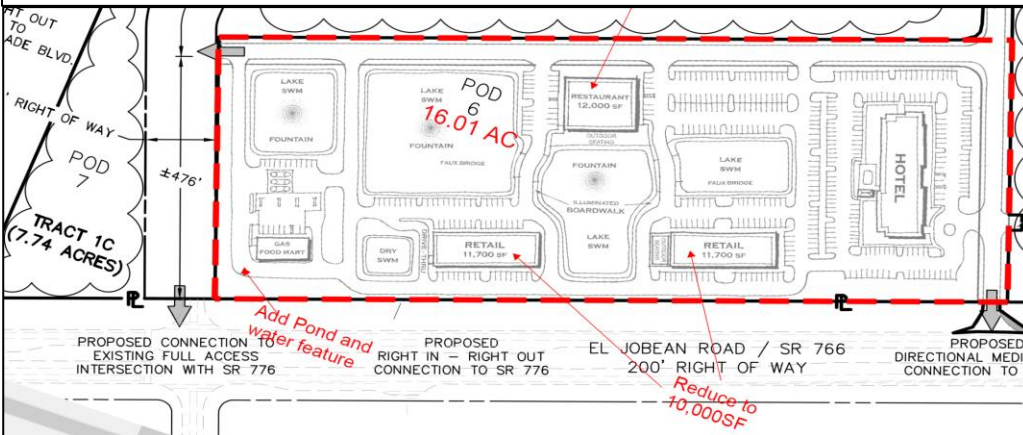 HT OUT
TO
ADE BLVD.
' RIGHT OF WAY
POD
7
±476'
TRACT 1C
(7.74 ACRES)
LAKE
SWM
FOUNTAIN
LAKE
SWM
FOUNTAIN
POD
6
16.01 AC
FAUX BRIDGE
RESTAURANT
12,000 SF
OUTDOOR
SEATING
FOUNTAIN
ILLUMINATED
BOARDWALK
LAKE
SWM
LAKE
SWM
FAUX BRIDGE
HOTEL
GAS
FOOD MART
DRY
SWM
DRIVE THRU
RETAIL
11,700 SF
OUTDOOR
SEATING
RETAIL
11,700 SF
PL
PL
Add Pond and
water feature
PROPOSED CONNECTION TO
EXISTING FULL ACCESS
INTERSECTION WITH SR 776
PROPOSED
RIGHT IN – RIGHT OUT
CONNECTION TO SR 776
EL JOBEAN ROAD / SR 766
200' RIGHT OF WAY
Reduce to
10,000SF
PROPOSED
DIRECTIONAL MEDI
CONNECTION TO